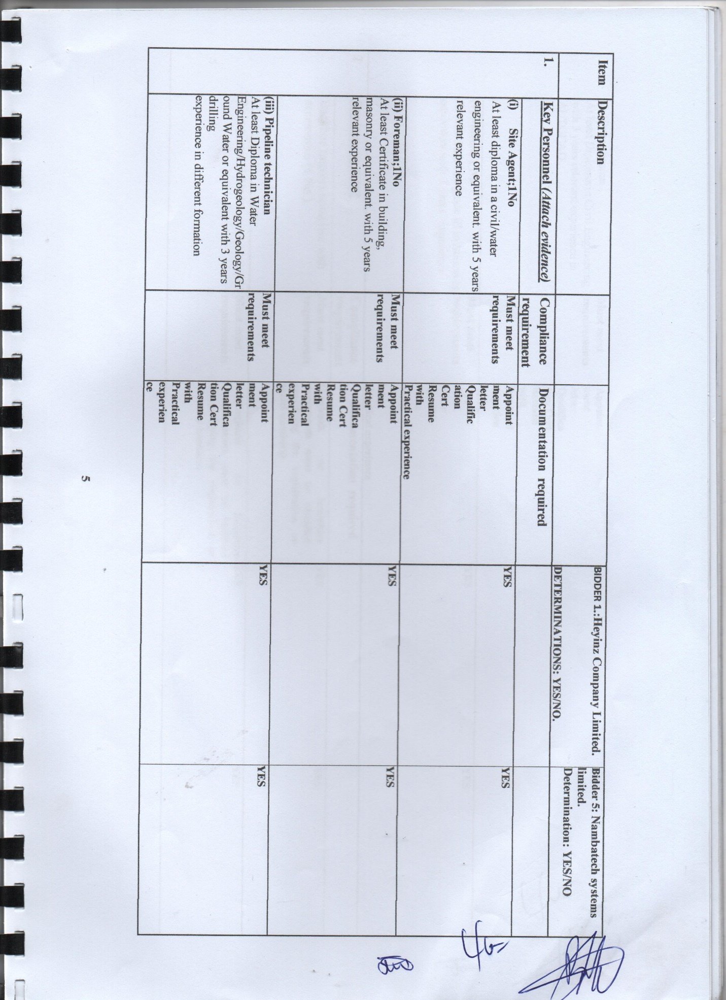 Item
Description
BIDDER 1.:Heyinz Company Limited.
DETERMINATIONS: YES/NO.
Bidder 5: Nambatech systems
limited.
Determination: YES/NO
1.
Key Personnel (Attach evidence)
Compliance
requirement
Documentation required
(i) Site Agent;1No
At least diploma in a civil/water
engineering or equivalent. with 5 years
relevant experience
Must meet
requirements
Appoint
ment
letter
Qualific
ation
Cert
Resume
with
Practical experience
YES
YES
(ii) Foreman;1No
At least Certificate in building,
masonry or equivalent. with 5 years
relevant experience
Must meet
requirements
Appoint
ment
letter
Qualifica
tion Cert
Resume
with
Practical
experien
ce
YES
YES
(iii) Pipeline technician
At least Diploma in Water
Engineering/Hydrogeology/Geology/Gr
ound Water or equivalent with 3 years
drilling
experience in different formation
Must meet
requirements
Appoint
ment
letter
Qualifica
tion Cert
Resume
with
Practical
experien
ce
YES
YES
5